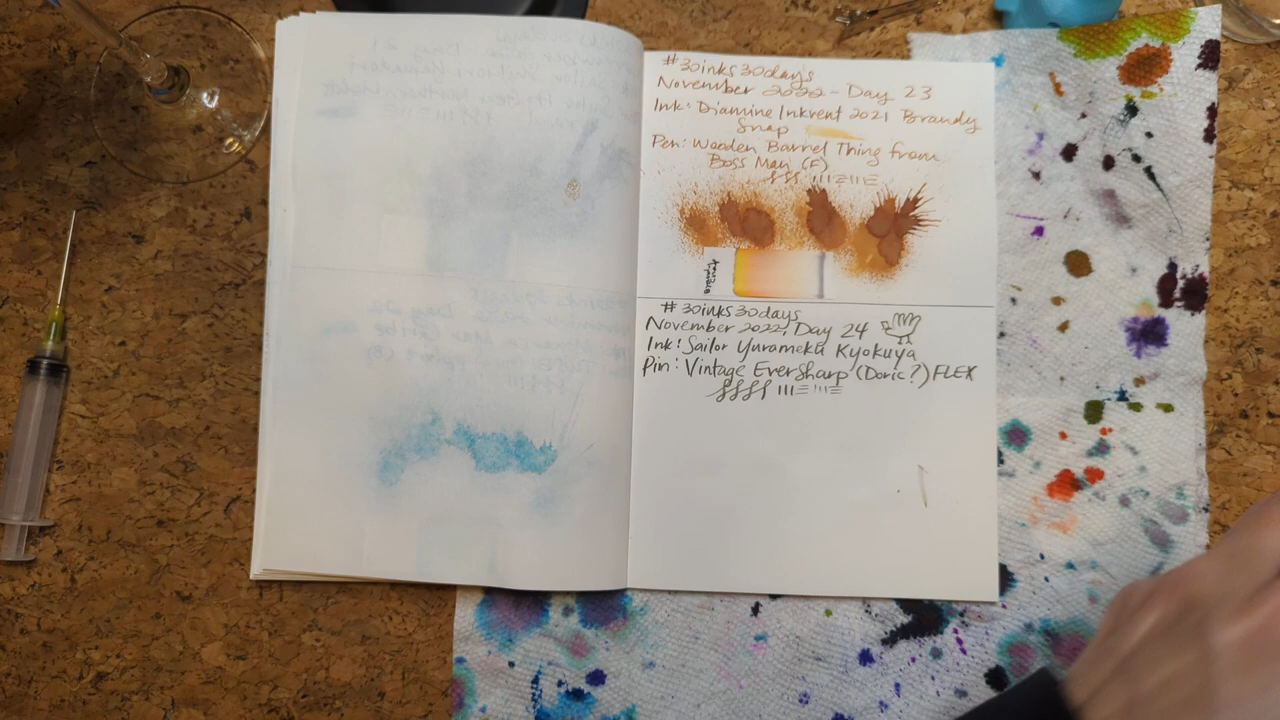 #30inks30days
November 2022 - Day 23
Ink: Diamine Inkvent 2021 Brandy
Snap
Pen: Wooden Barrel Thing from
Boss Man (F)
#30inks30days
November 2022, Day 24
Ink: Sailor Yurameku Kyokuya
Pin: Vintage Eversharp (Doric?) FLEX